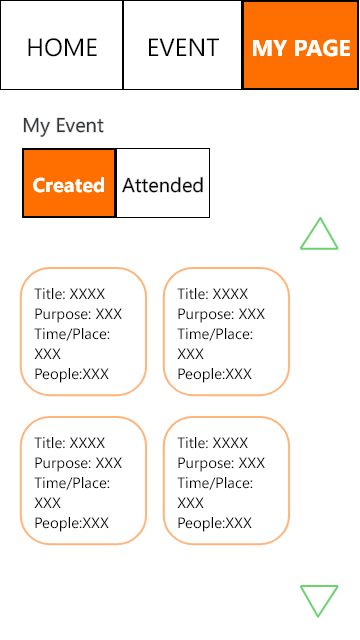 HOME EVENT MY PAGE
My Event
Created Attended
Title: XXXX
Purpose: XXX
Time/Place:
XXX
People:XXX
Title: XXXX
Purpose: XXX
Time/Place:
XXX
People:XXX
Title: XXXX
Purpose: XXX
Time/Place:
XXX
People:XXX
Title: XXXX
Purpose: XXX
Time/Place:
XXX
People:XXX